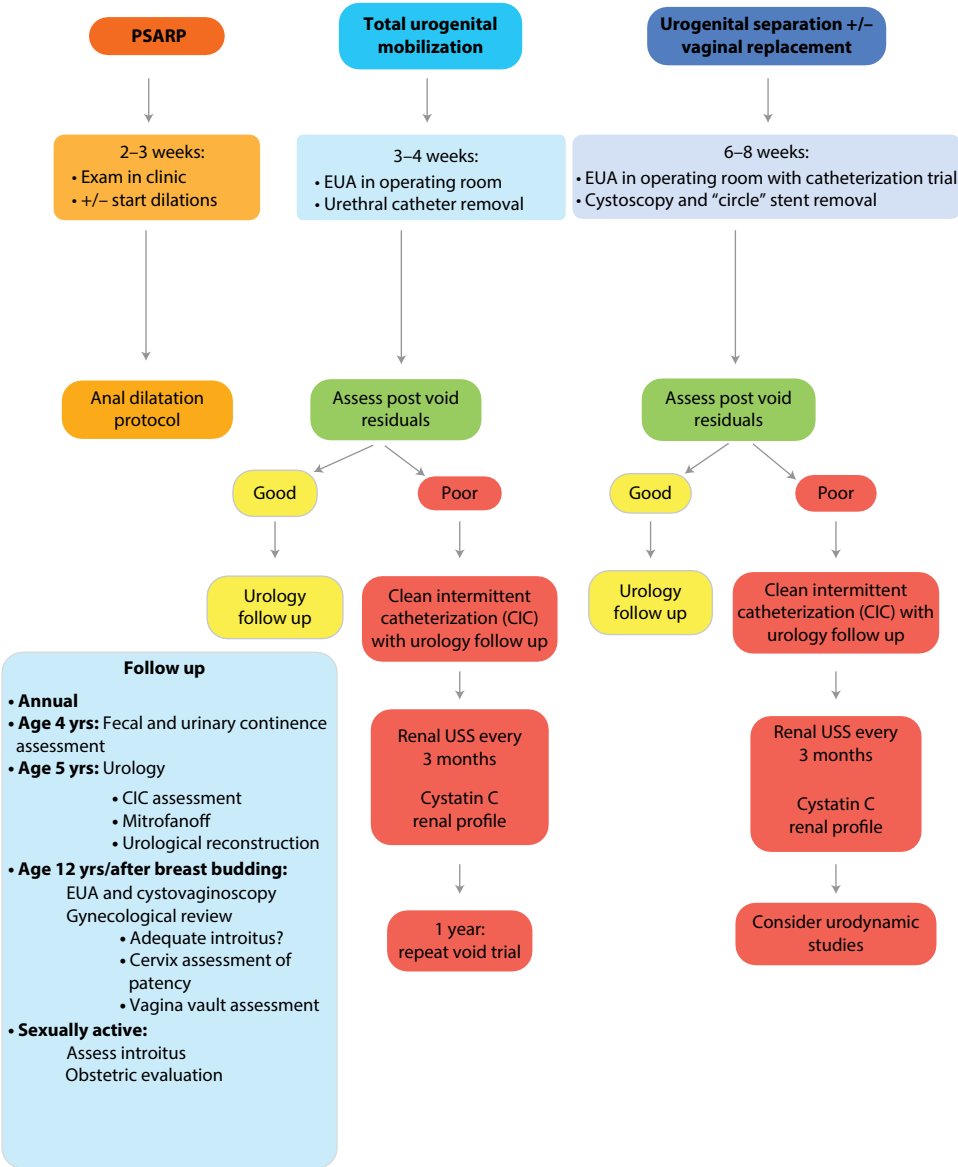 PSARP
2–3 weeks:
• Exam in clinic
• +/– start dilations
Anal dilatation
protocol
Total urogenital
mobilization
3–4 weeks:
• EUA in operating room
• Urethral catheter removal
Assess post void
residuals
Good
Urology
follow up
Poor
Clean intermittent
catheterization (CIC)
with urology follow up
Renal USS every
3 months
Cystatin C
renal profile
1 year:
repeat void trial
Urogenital separation +/–
vaginal replacement
6–8 weeks:
• EUA in operating room with catheterization trial
• Cystoscopy and “circle” stent removal
Assess post void
residuals
Good
Urology
follow up
Poor
Clean intermittent
catheterization (CIC) with
urology follow up
Renal USS every
3 months
Cystatin C
renal profile
Consider urodynamic
studies
Follow up
• Annual
• Age 4 yrs: Fecal and urinary continence
assessment
• Age 5 yrs: Urology
• CIC assessment
• Mitrofanoff
• Urological reconstruction
• Age 12 yrs/after breast budding:
EUA and cystovaginoscopy
Gynecological review
• Adequate introitus?
• Cervix assessment of
patency
• Vagina vault assessment
• Sexually active:
Assess introitus
Obstetric evaluation